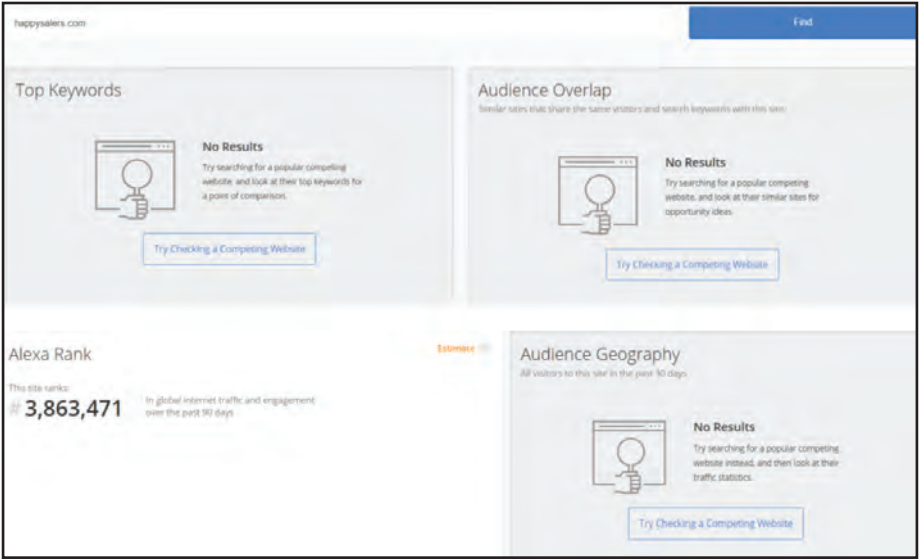 happysalers.com
Find
Top Keywords
No Results
Try searching for a popular competing
website, and look at their top keywords for
a point of comparison.
Try Checking a Competing Website
Audience Overlap
Similar sites that share the same visitors and search keywords with this site.
No Results
Try searching for a popular competing
website, and look at their similar sites for
opportunity ideas.
Try Checking a Competing Website
Alexa Rank
Estimate
This site ranks:
# 3,863,471
In global internet traffic and engagement
over the past 90 days
Audience Geography
All visitors to this site in the past 90 days
No Results
Try searching for a popular competing
website instead, and then look at their
traffic statistics.
Try Checking a Competing Website